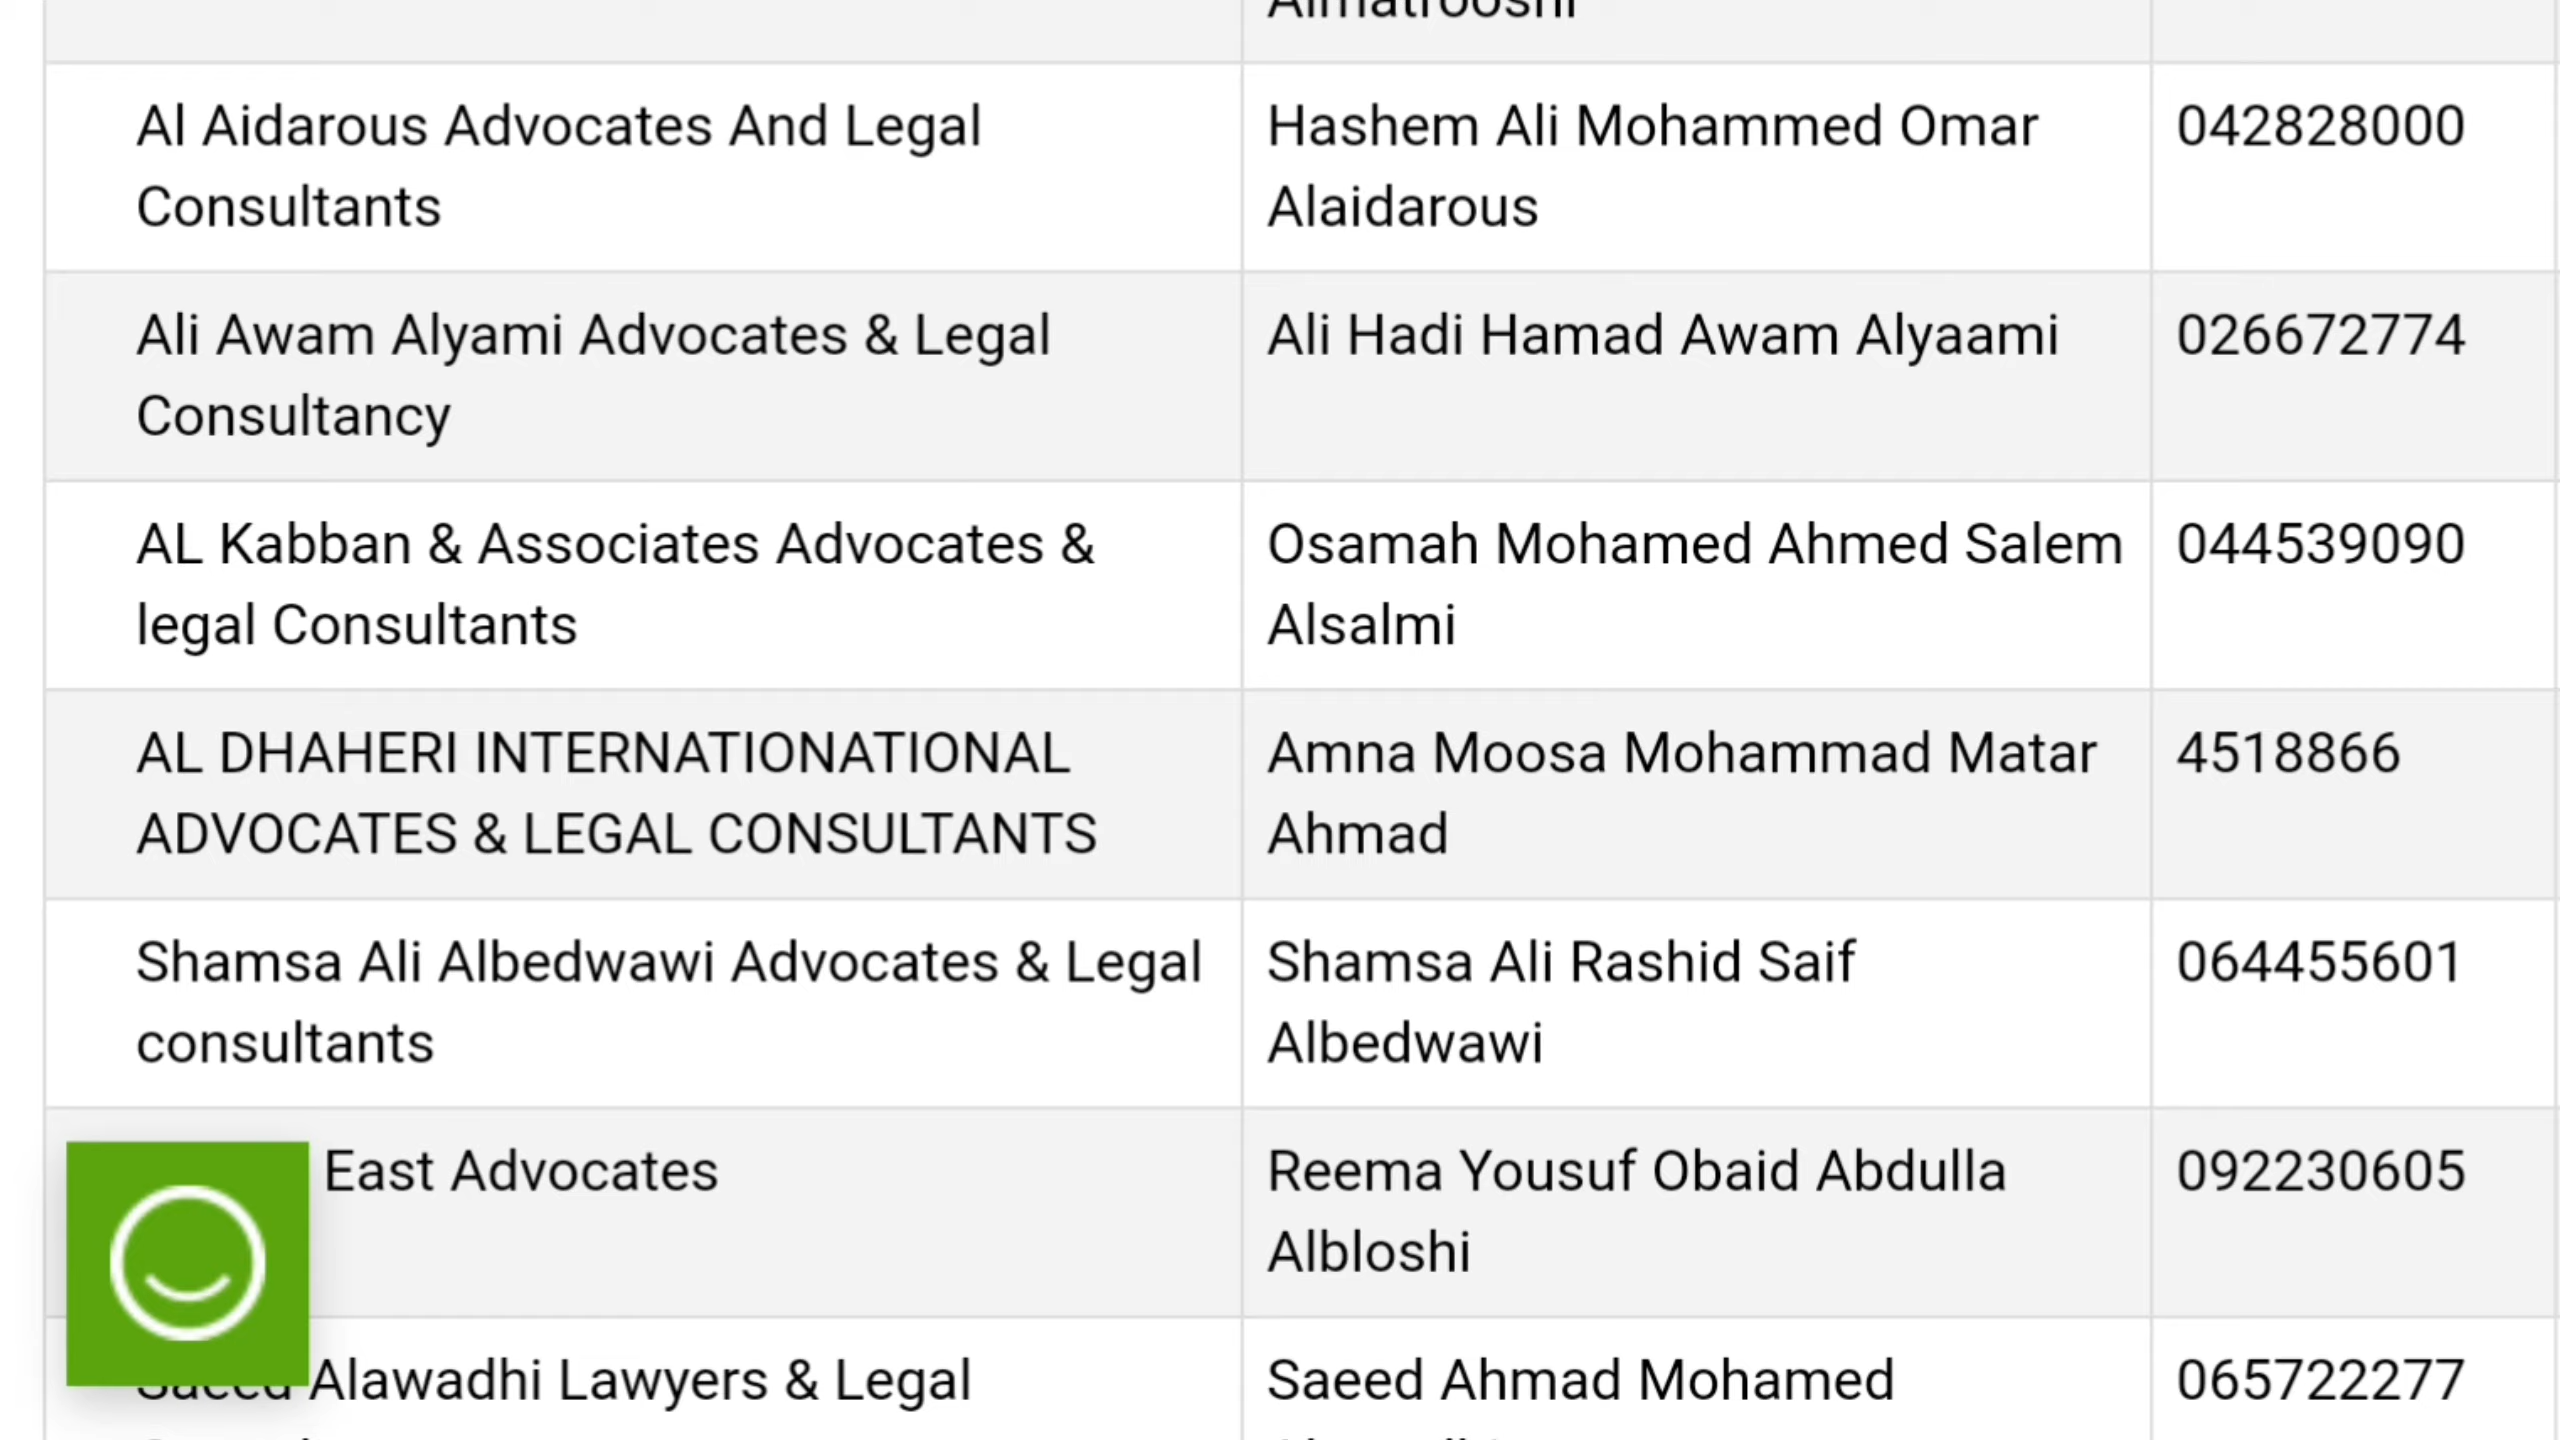 Almatrooshi
Al Aidarous Advocates And Legal
Consultants
Hashem Ali Mohammed Omar
Alaidarous
042828000
Ali Awam Alyami Advocates & Legal
Consultancy
Ali Hadi Hamad Awam Alyaami
026672774
AL Kabban & Associates Advocates &
legal Consultants
Osamah Mohamed Ahmed Salem
Alsalmi
044539090
AL DHAHERI INTERNATIONATIONAL
ADVOCATES & LEGAL CONSULTANTS
Amna Moosa Mohammad Matar
Ahmad
4518866
Shamsa Ali Albedwawi Advocates & Legal
consultants
Shamsa Ali Rashid Saif
Albedwawi
064455601
East Advocates
Reema Yousuf Obaid Abdulla
Albloshi
092230605
Saeed Alawadhi Lawyers & Legal
Saeed Ahmad Mohamed
065722277